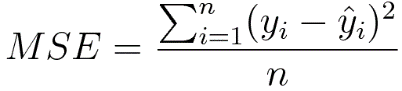 MSE = \frac{\sum_{i=1}^{n}(y_i - \hat{y}_i)^2}{n}